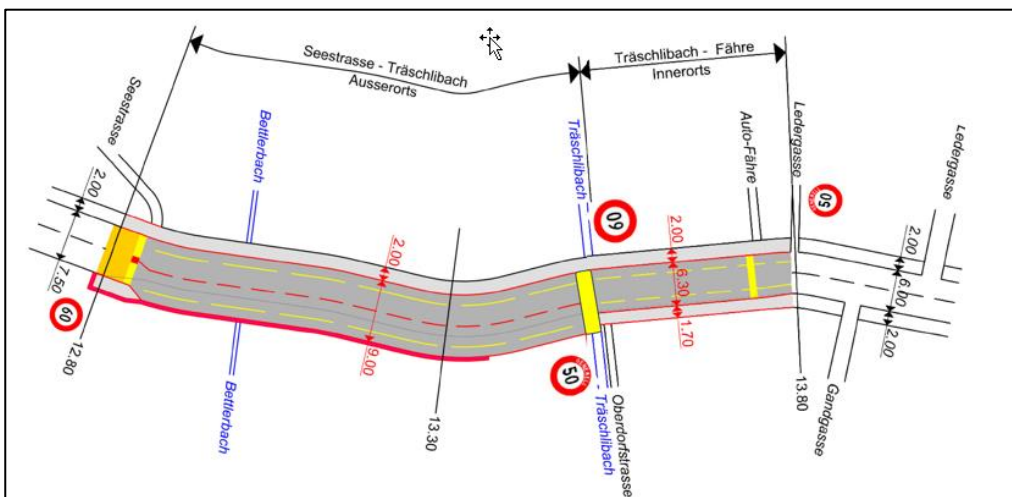 Seestrasse - Träschlibach
Ausserorts
Träschlibach - Fähre
Innerorts
Seestrasse
Bettlerbach
Träschlibach
Auto-Fähre
Ledergasse
Ledergasse
2.00
7.50
60
12.80
2.00
9.00
Bettlerbach
13.30
60
50
2.00
6.30
1.70
50
Träschlibach
Oberdorfstrasse
13.80
Gandgasse
2.00
6.00
2.00